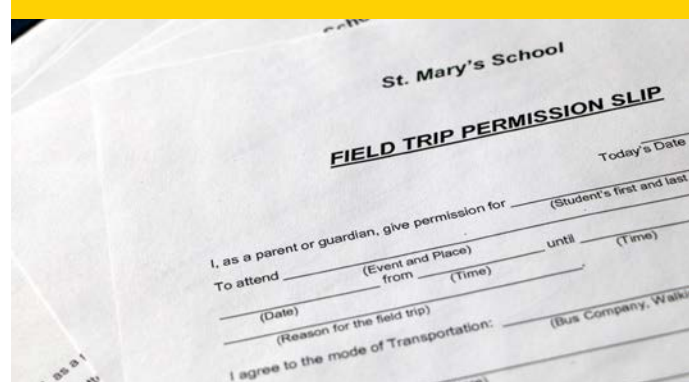 St. Mary's School
FIELD TRIP PERMISSION SLIP
Today's Date
I, as a parent or guardian, give permission for
(Student's first and last
To attend
(Event and Place)
from
until
(Date)
(Time)
(Time)
(Reason for the field trip)
I agree to the mode of Transportation:
(Bus Company,